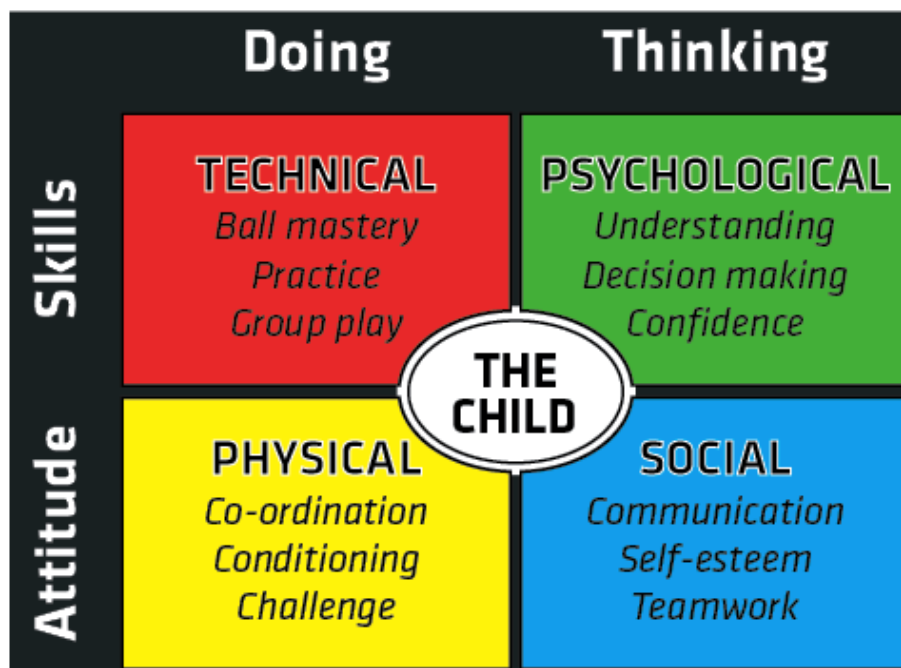 Doing
Thinking
Skills
TECHNICAL
Ball mastery
Practice
Group play
PSYCHOLOGICAL
Understanding
Decision making
Confidence
THE
CHILD
Attitude
PHYSICAL
Co-ordination
Conditioning
Challenge
SOCIAL
Communication
Self-esteem
Teamwork